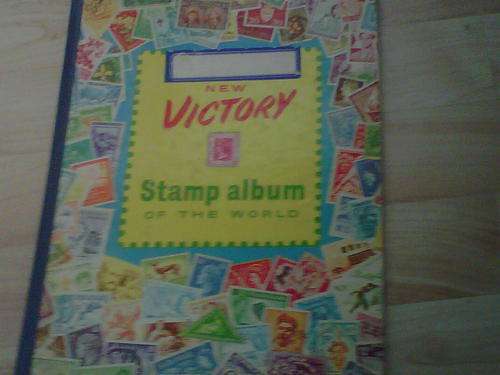 NEW
VICTORY
Stamp album
OF THE WORLD